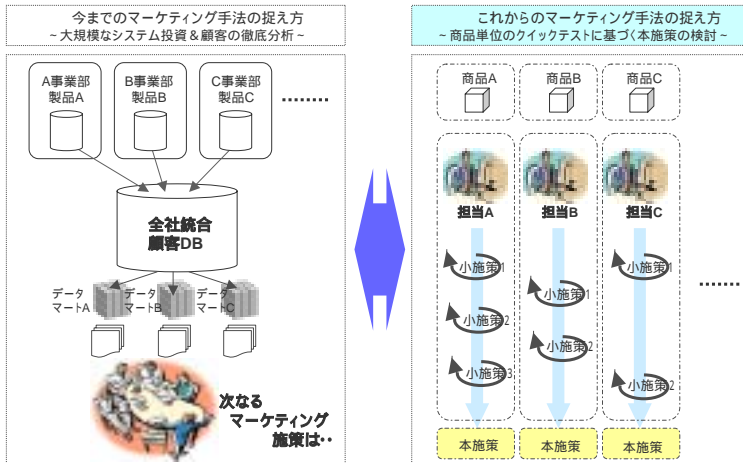 今までのマーケティング手法の捉え方
~大規模なシステム投資&顧客の徹底分析~
A事業部
製品A
B事業部
製品B
C事業部
製品C
全社統合
顧客DB
データ
マートA
データ
マートB
データ
マートC
次なる
マーケティング
施策は・・
これからのマーケティング手法の捉え方
~商品単位のクイックテストに基づく本施策の検討~
商品A
商品B
商品C
担当A
担当B
担当C
小施策1
小施策2
小施策3
小施策1
小施策2
小施策1
小施策2
本施策
本施策
本施策